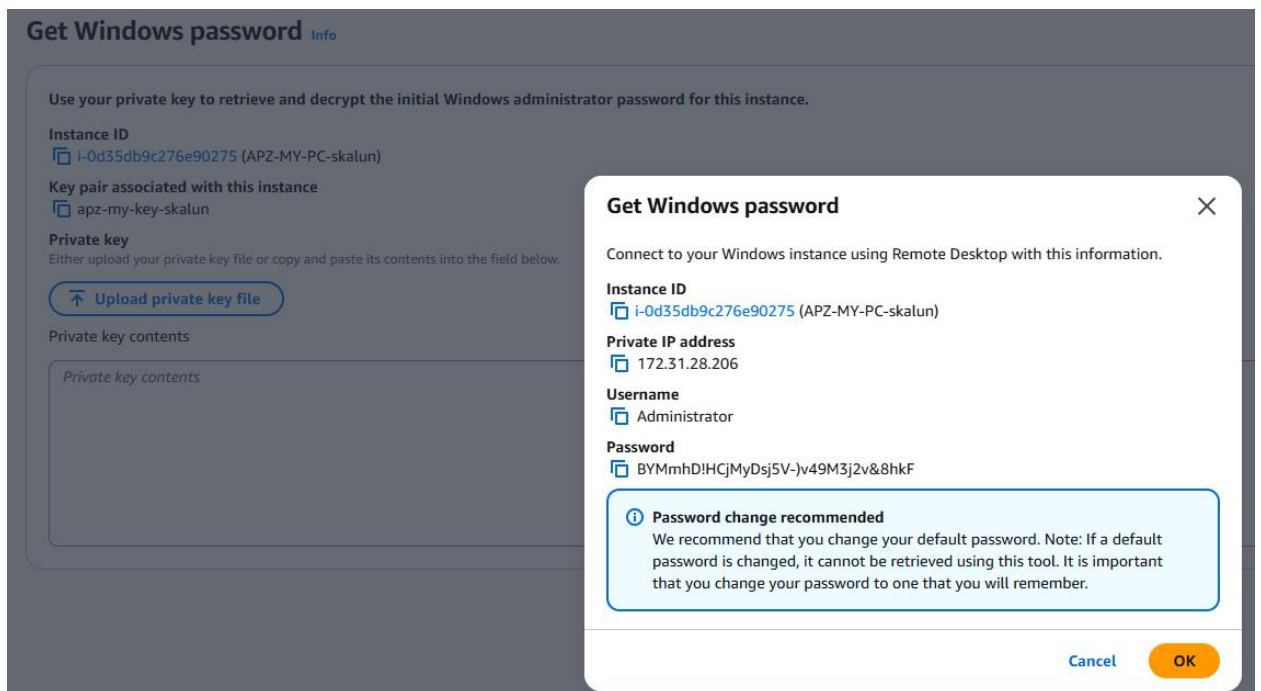 Get Windows password Info
Use your private key to retrieve and decrypt the initial Windows administrator password for this instance.
Instance ID
i-0d35db9c276e90275 (APZ-MY-PC-skalun)
Key pair associated with this instance
apz-my-key-skalun
Private key
Either upload your private key file or copy and paste its contents into the field below.
Upload private key file
Private key contents
Private key contents
Get Windows password
Connect to your Windows instance using Remote Desktop with this information.
Instance ID
i-0d35db9c276e90275 (APZ-MY-PC-skalun)
Private IP address
172.31.28.206
Username
Administrator
Password
BYMmhD!HCjMyDsj5V-)v49M3j2v&8hkF
Password change recommended
We recommend that you change your default password. Note: If a default
password is changed, it cannot be retrieved using this tool. It is important
that you change your password to one that you will remember.
Cancel
OK